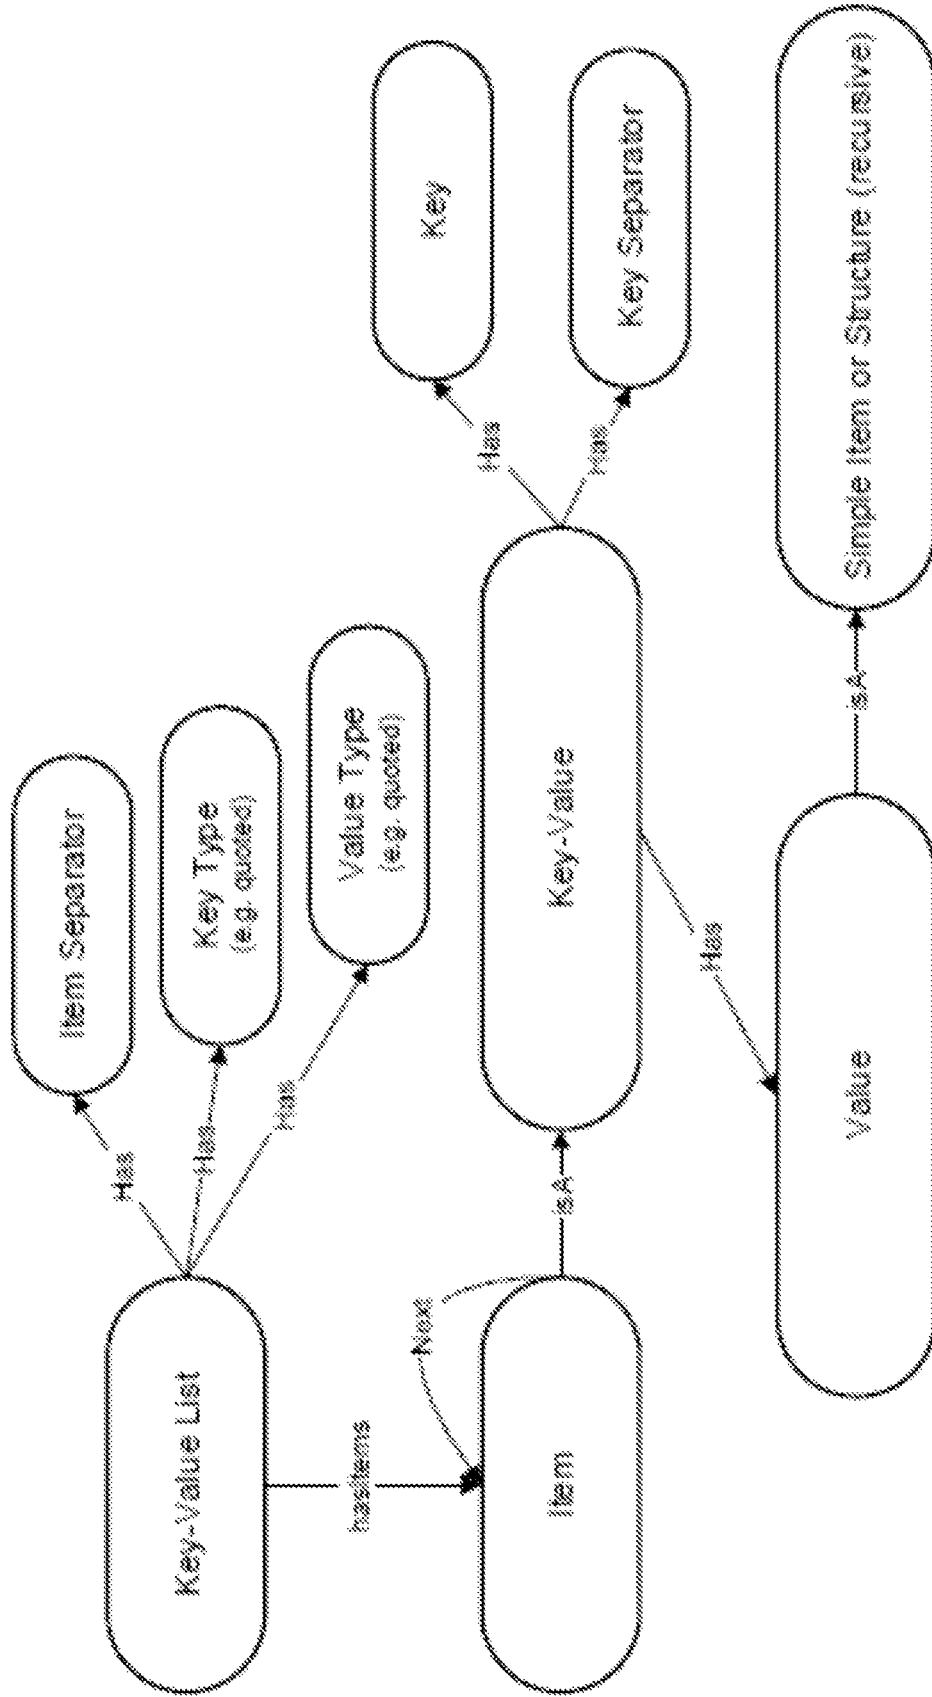 Key-Value List
Has
Item Separator
Has
Key Type
(e.g. quoted)
Has
Value Type
(e.g. quoted)
hasItems
Item
Next
isA
Key-Value
Has
Key
Has
Key Separator
Has
Value
isA
Simple Item or Structure (recusive)